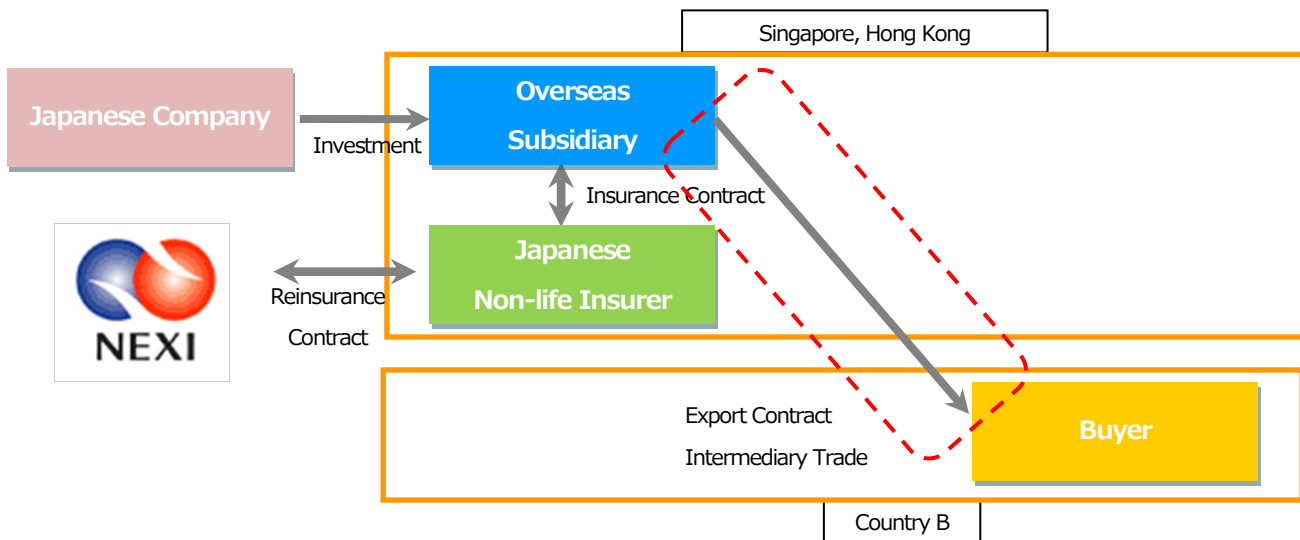 Singapore, Hong Kong
Japanese Company
Investment
Overseas
Subsidiary
Insurance Contract
Japanese
Non-life Insurer
NEXI
Reinsurance
Contract
Export Contract
Intermediary Trade
Buyer
Country B